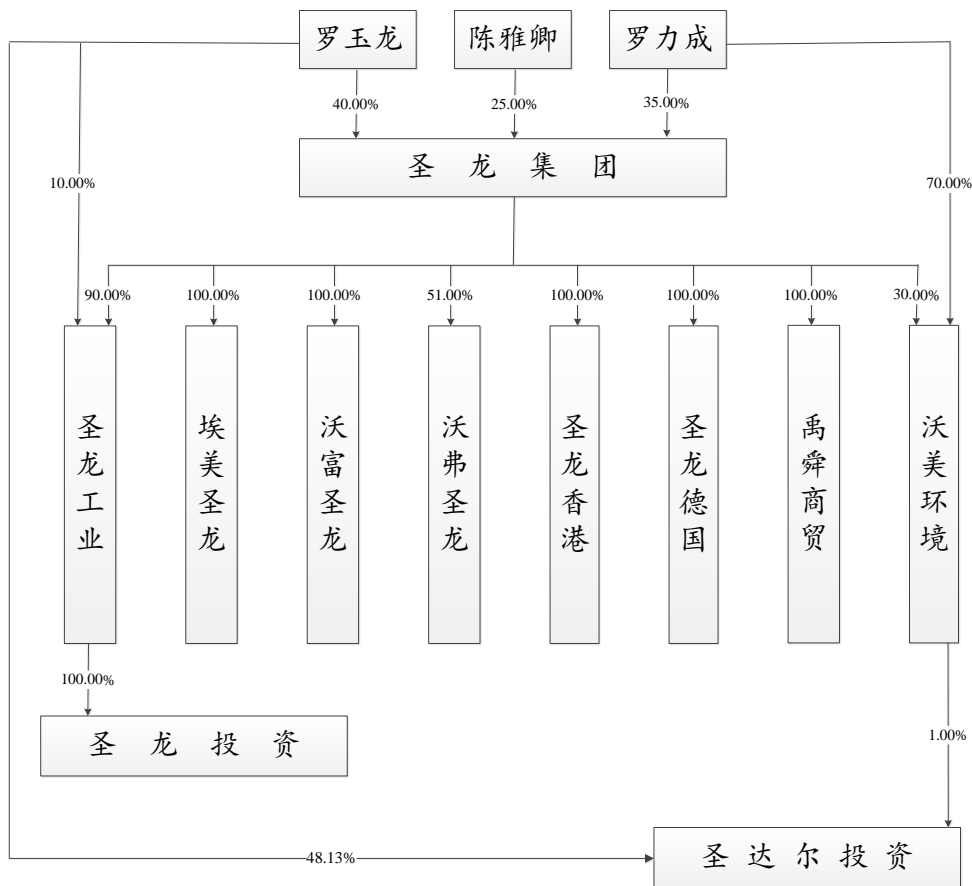 罗玉龙 陈雅卿 罗力成
40.00% 25.00% 35.00%
圣龙集团
10.00% 70.00%
90.00% 100.00% 100.00% 51.00% 100.00% 100.00% 100.00% 30.00%
圣龙工业
埃美圣龙
沃富圣龙
沃弗圣龙
圣龙香港
圣龙德国
禹舜商贸
沃美环境
100.00%
圣龙投资
1.00%
48.13%
圣达尔投资